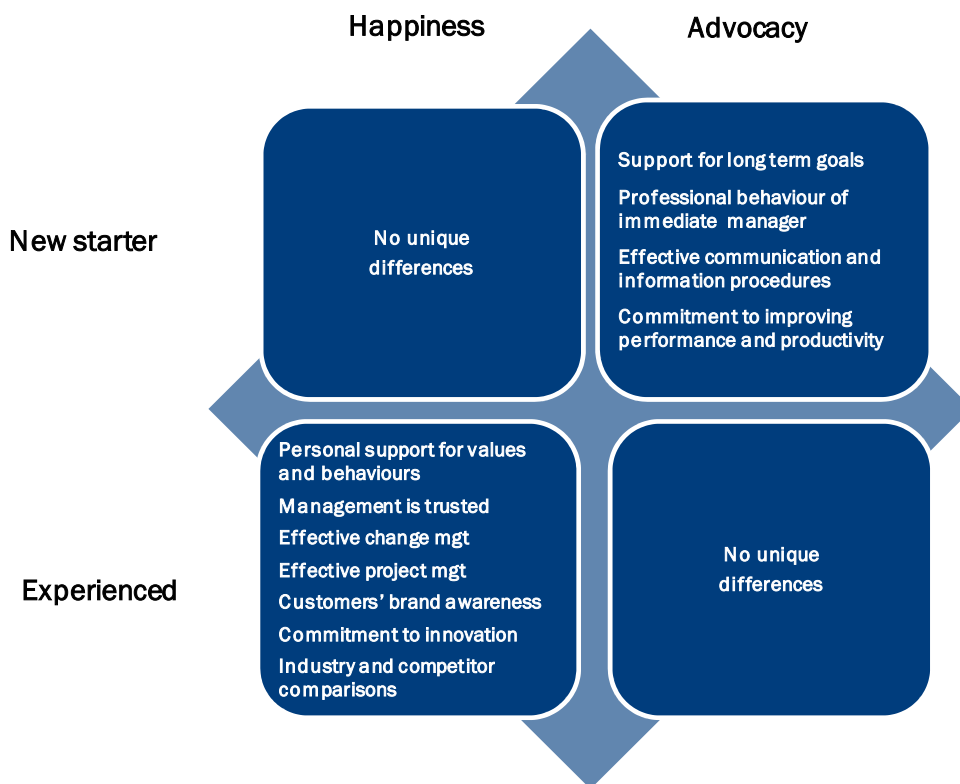 Happiness
Advocacy
New starter
No unique
differences
Support for long term goals
Professional behaviour of
immediate manager
Effective communication and
information procedures
Commitment to improving
performance and productivity
Experienced
Personal support for values
and behaviours
Management is trusted
Effective change mgt
Effective project mgt
Customers’ brand awareness
Commitment to innovation
Industry and competitor
comparisons
No unique
differences